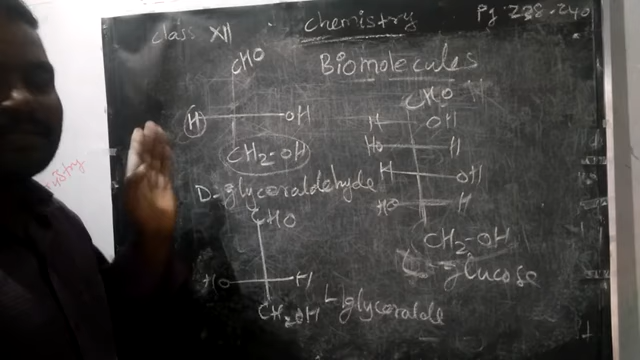 class XII
Chemistry
Pg. 238-240
Biomolecules
CHO
H OH
CH2-OH
D-glyceraldehyde
CHO
HO H
CH2OH
L-glyceralde
CHO
H OH
HO H
H OH
HO H
CH2-OH
glucose